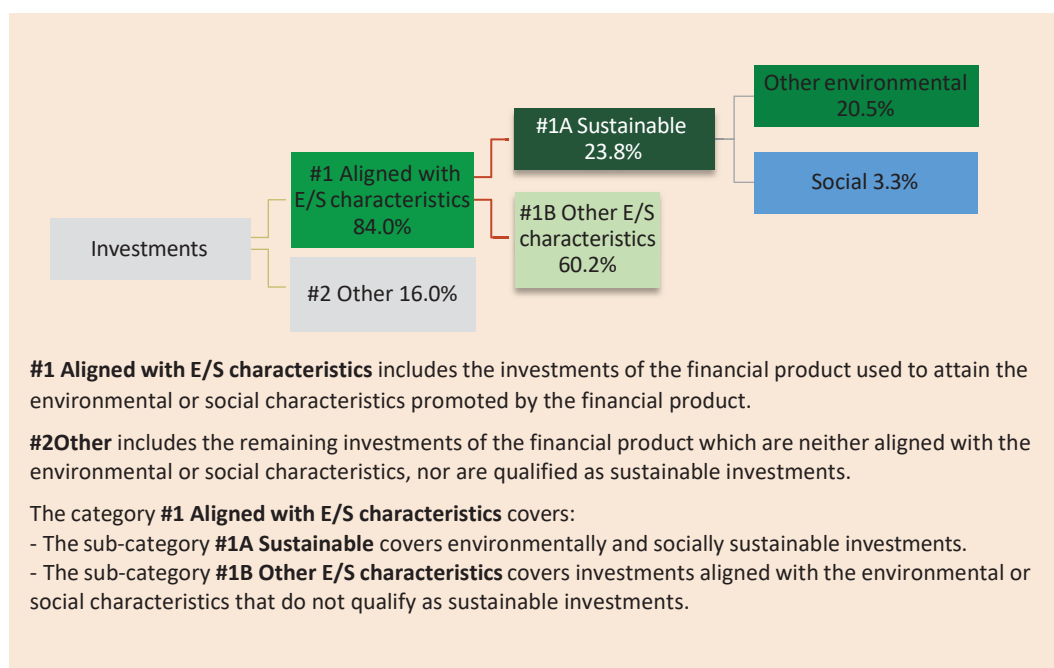 Other environmental
20.5%
#1A Sustainable
23.8%
Social 3.3%
#1 Aligned with
E/S characteristics
84.0%
#1B Other E/S
characteristics
60.2%
Investments
#2 Other 16.0%
#1 Aligned with E/S characteristics includes the investments of the financial product used to attain the
environmental or social characteristics promoted by the financial product.
#2Other includes the remaining investments of the financial product which are neither aligned with the
environmental or social characteristics, nor are qualified as sustainable investments.
The category #1 Aligned with E/S characteristics covers:
- The sub-category #1A Sustainable covers environmentally and socially sustainable investments.
- The sub-category #1B Other E/S characteristics covers investments aligned with the environmental or
social characteristics that do not qualify as sustainable investments.